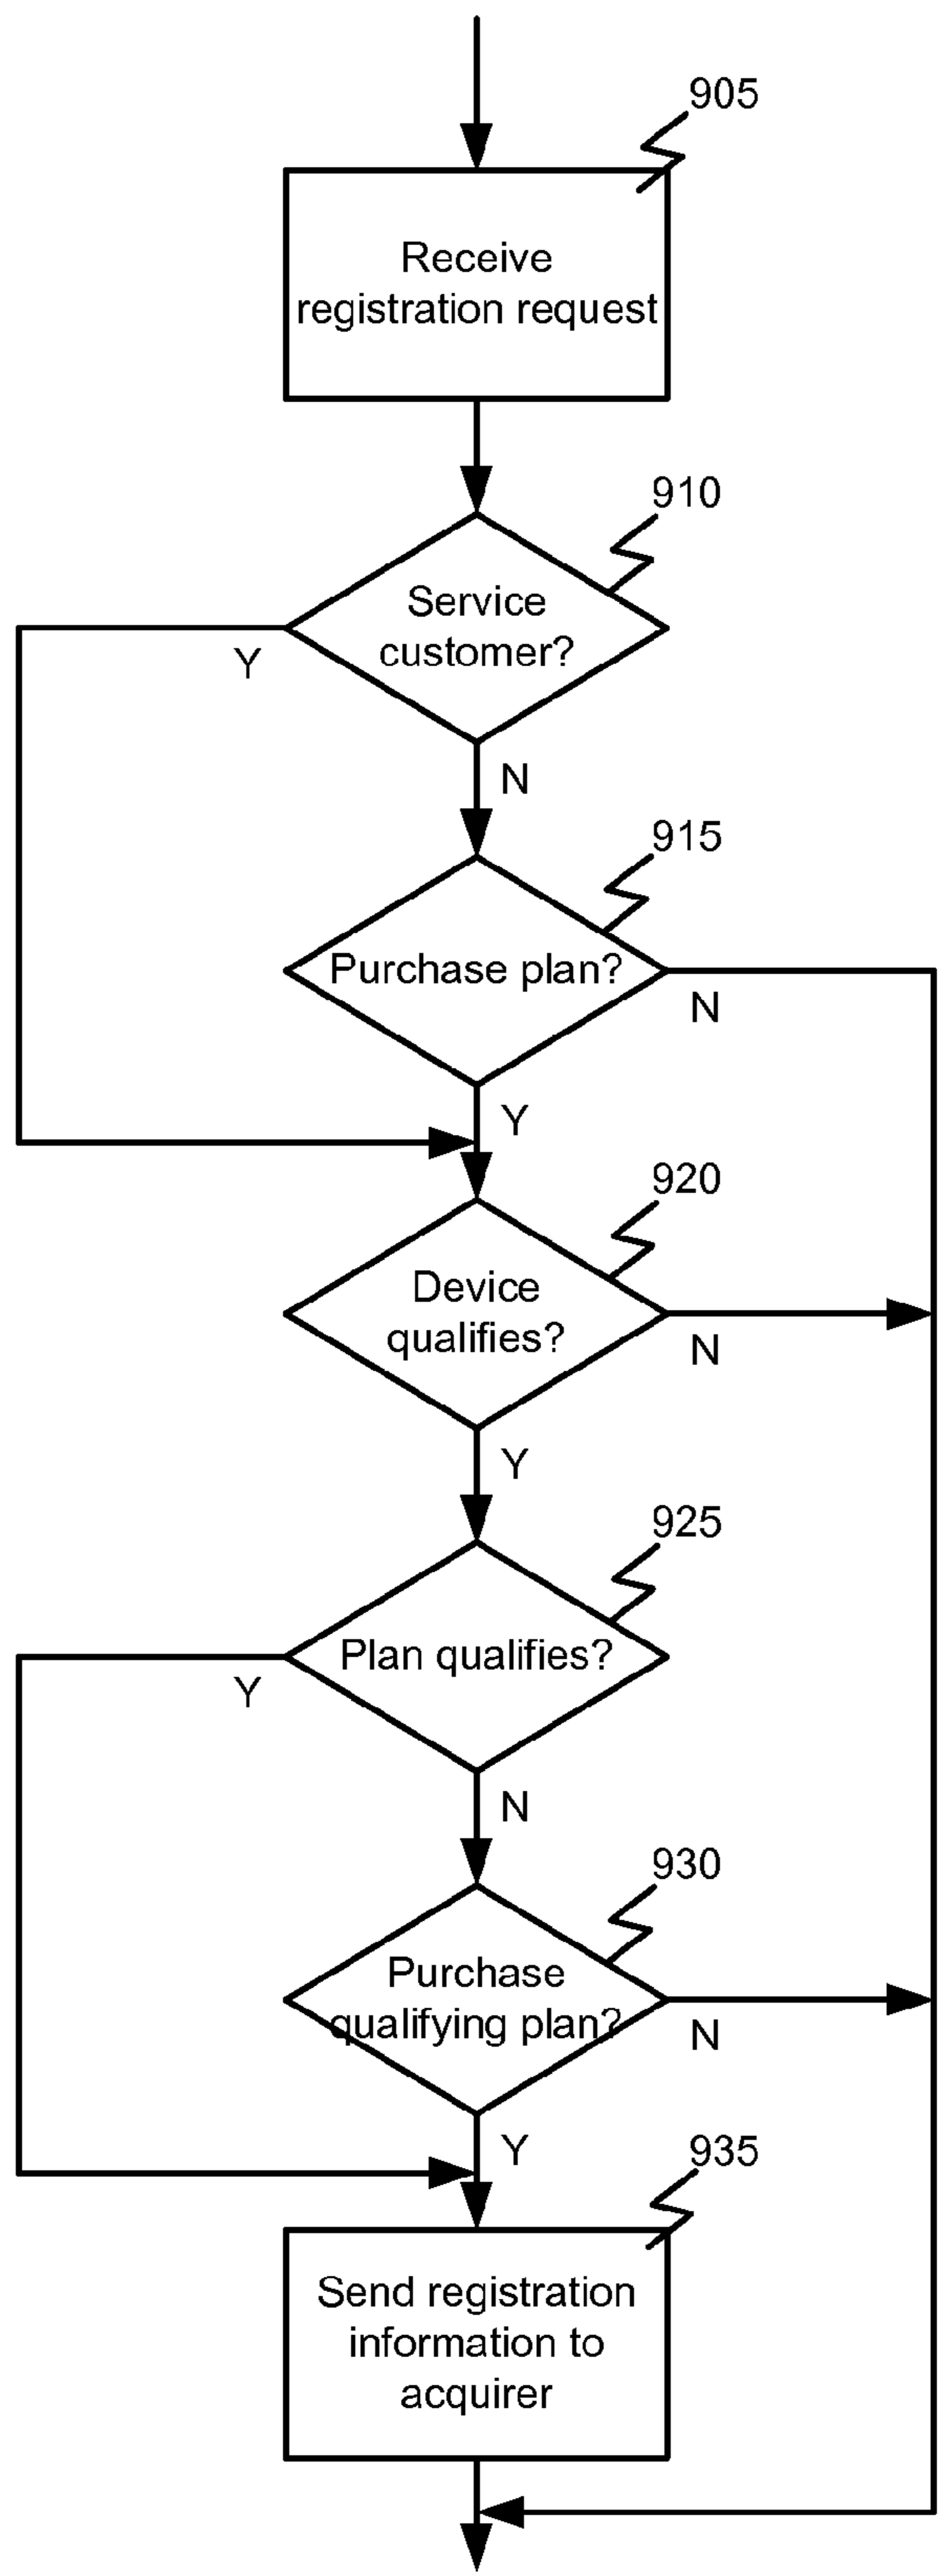 905
Receive
registration request
910
Service
customer?
Y
N
915
Purchase plan?
N
Y
920
Device
qualifies?
N
Y
925
Plan qualifies?
Y
N
930
Purchase
qualifying plan?
N
Y
935
Send registration
information to
acquirer